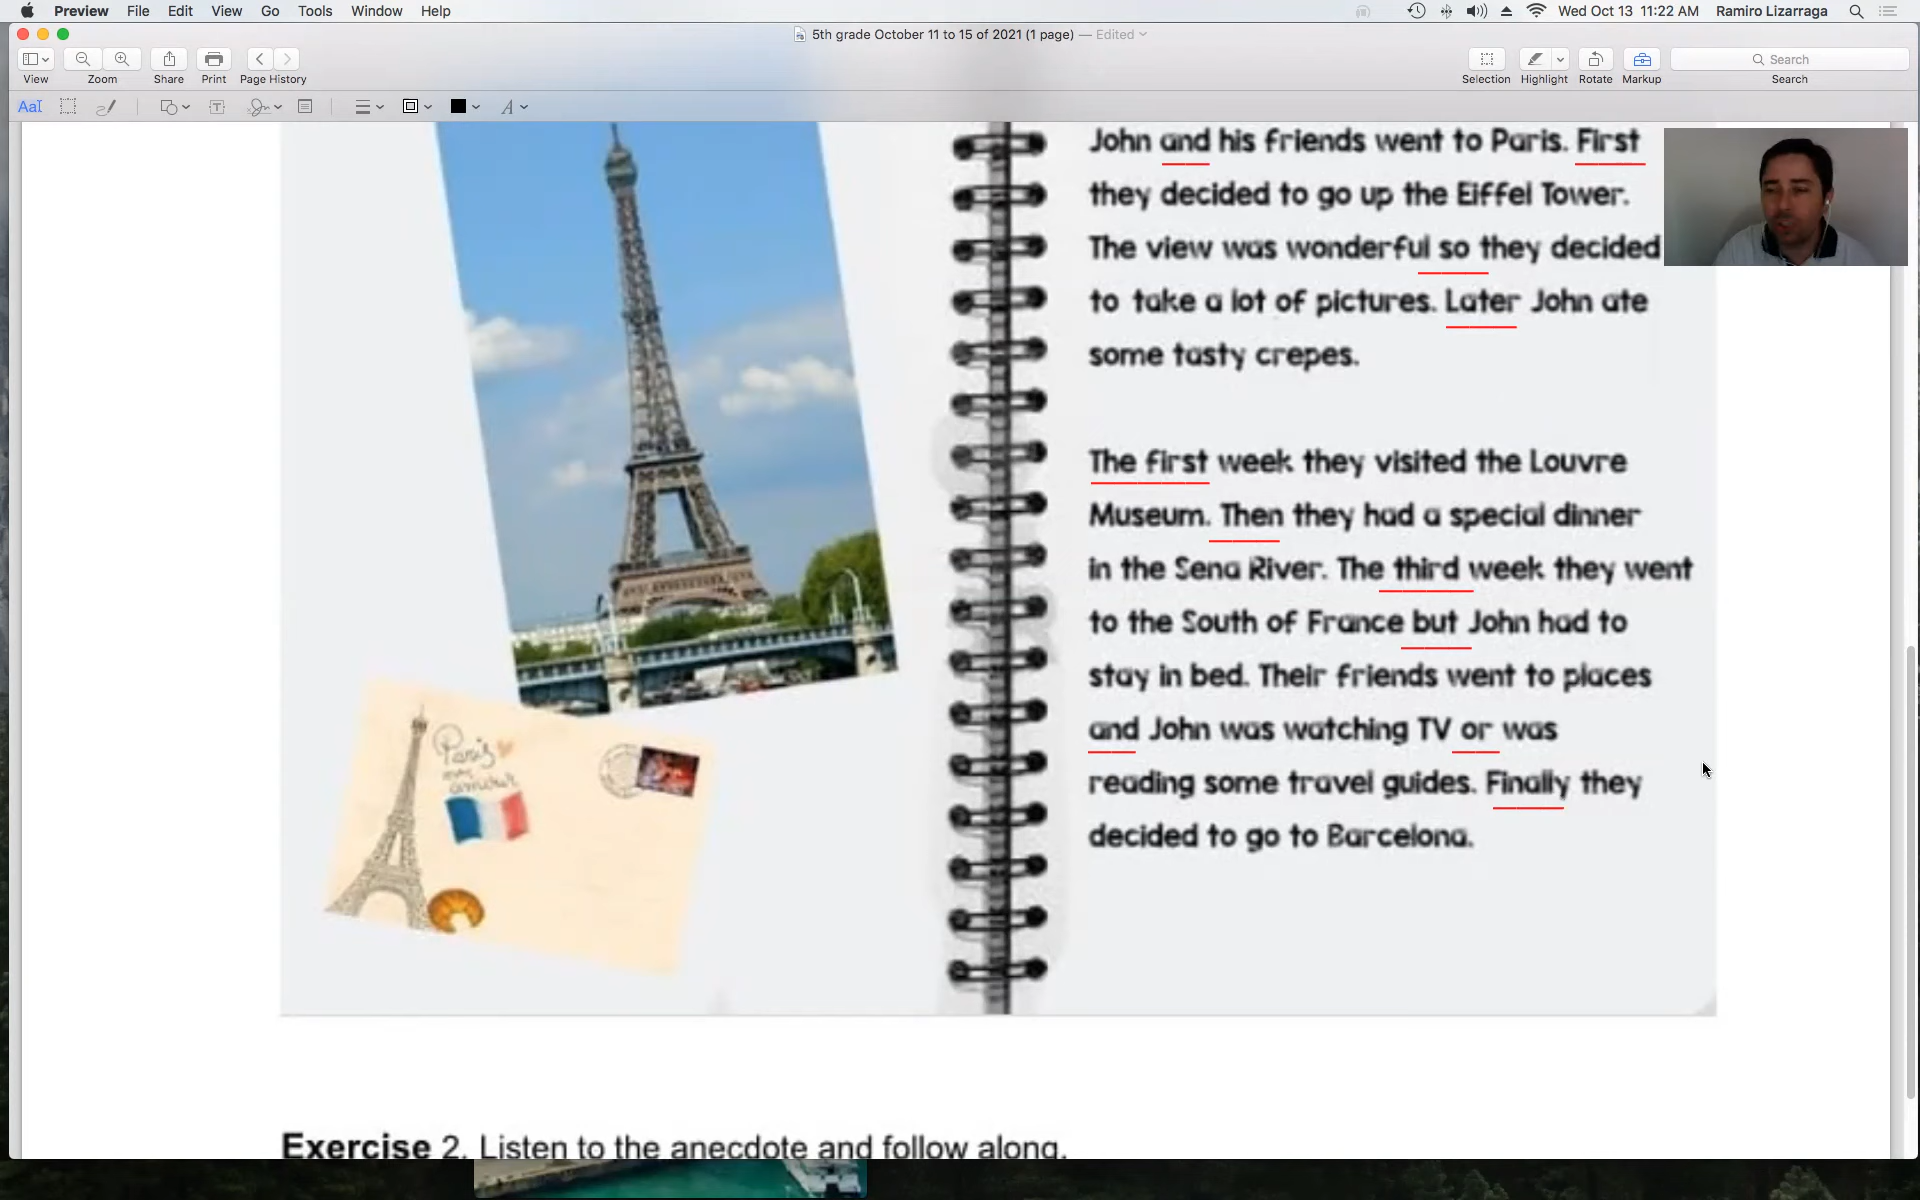 Preview File Edit View Go Tools Window Help
Wed Oct 13 11:22 AM Ramiro Lizarraga
5th grade October 11 to 15 of 2021 (1 page) — Edited
View Zoom Share Print Page History
Selection Highlight Rotate Markup Search
Search
AaI T A
John and his friends went to Paris. First
they decided to go up the Eiffel Tower.
The view was wonderful so they decided
to take a lot of pictures. Later John ate
some tasty crepes.
The first week they visited the Louvre
Museum. Then they had a special dinner
in the Sena River. The third week they went
to the South of France but John had to
stay in bed. Their friends went to places
and John was watching TV or was
reading some travel guides. Finally they
decided to go to Barcelona.
Paris
amour
Exercise 2. Listen to the anecdote and follow along.